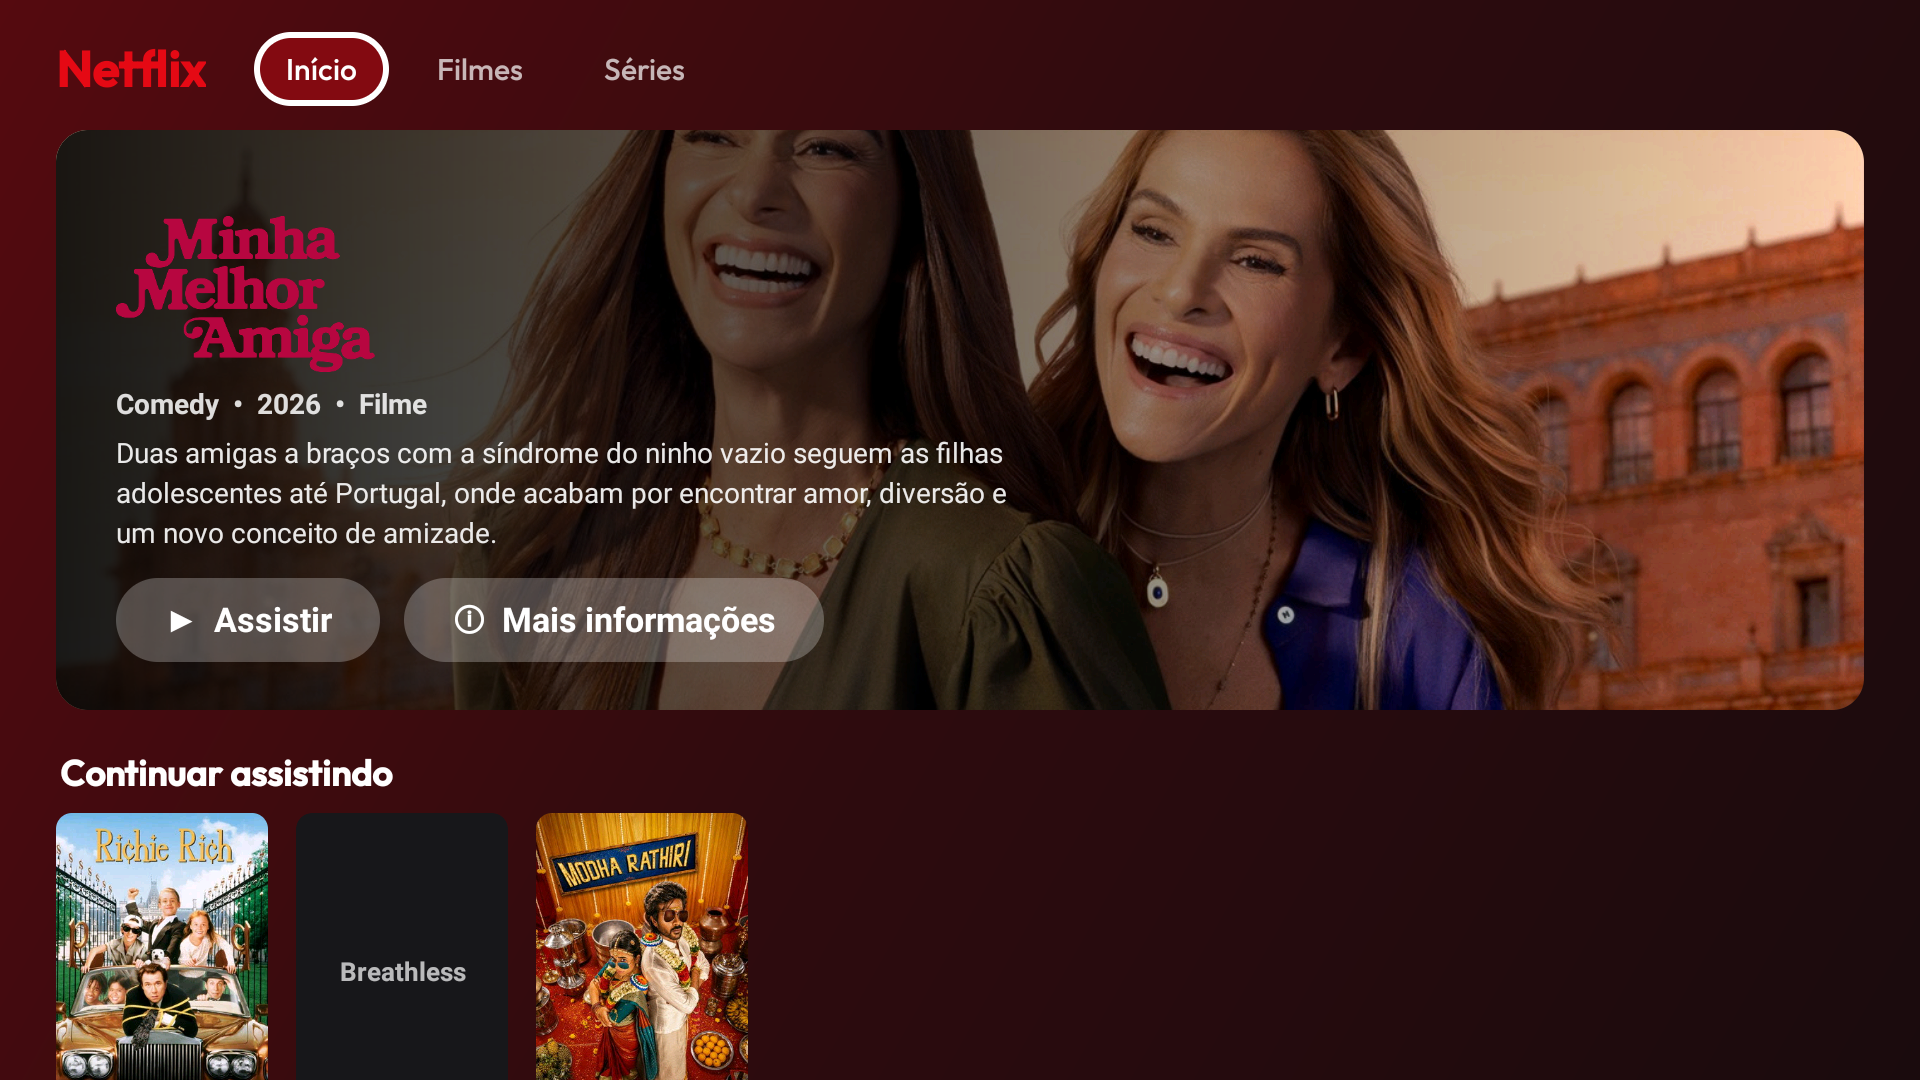 Netflix
Início
Filmes
Séries
Minha
Melhor
Amiga
Comedy • 2026 • Filme
Duas amigas a braços com a síndrome do ninho vazio seguem as filhas
adolescentes até Portugal, onde acabam por encontrar amor, diversão e
um novo conceito de amizade.
Assistir
Mais informações
Continuar assistindo
Richie Rich
Breathless
MODHA RATHIRI